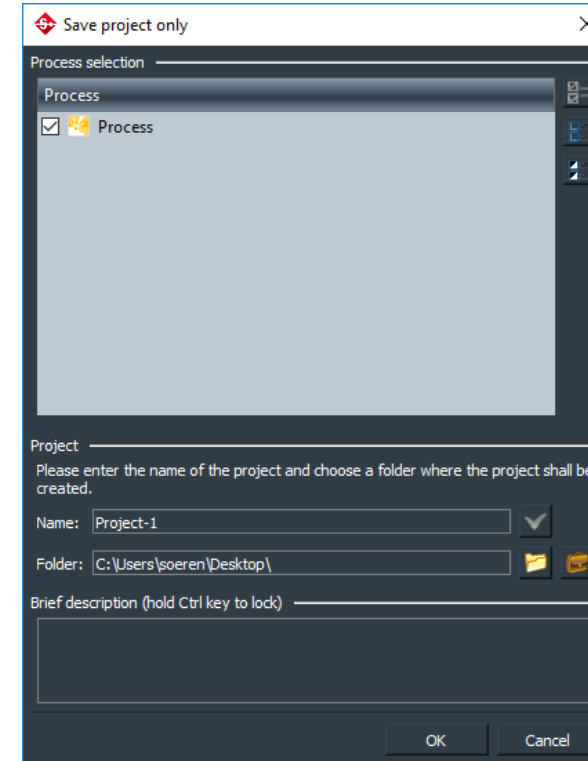 Save project only
Process selection
Process
Process
Project
Please enter the name of the project and choose a folder where the project shall be
created.
Name: Project-1
Folder: C:\Users\soeren\Desktop\
Brief description (hold Ctrl key to lock)
OK Cancel